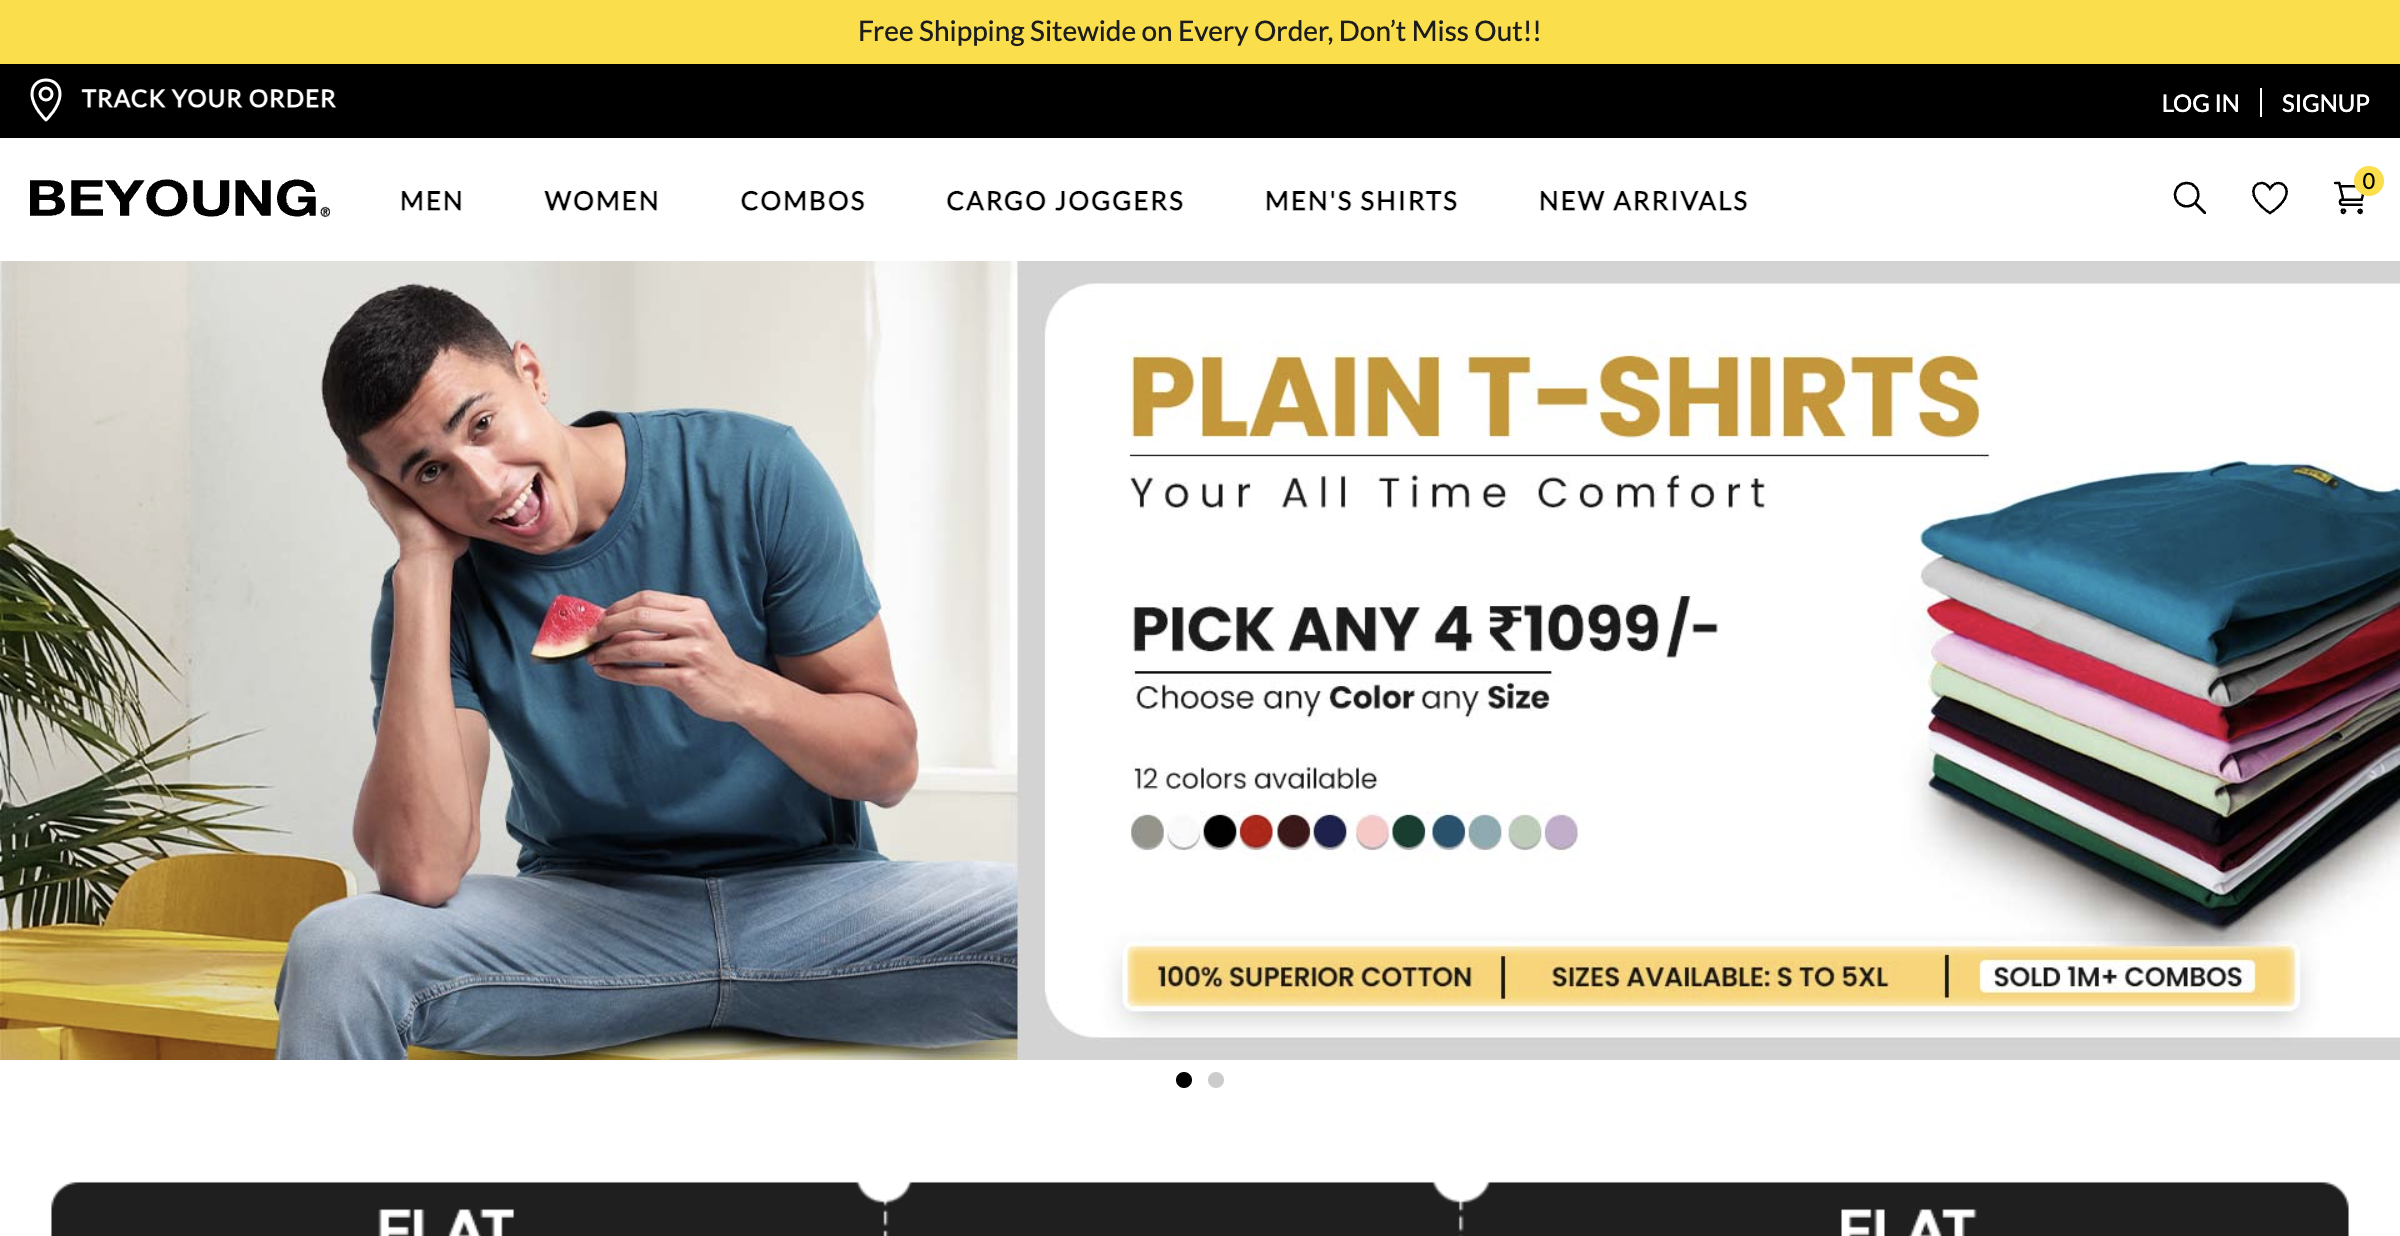 Free Shipping Sitewide on Every Order, Don’t Miss Out!!
TRACK YOUR ORDER
LOG IN
SIGNUP
BEYOUNG®
MEN
WOMEN
COMBOS
CARGO JOGGERS
MEN'S SHIRTS
NEW ARRIVALS
0
PLAIN T-SHIRTS
Your All Time Comfort
PICK ANY 4 ₹1099/-
Choose any Color any Size
12 colors available
100% SUPERIOR COTTON
SIZES AVAILABLE: S TO 5XL
SOLD 1M+ COMBOS
FLAT
FLAT